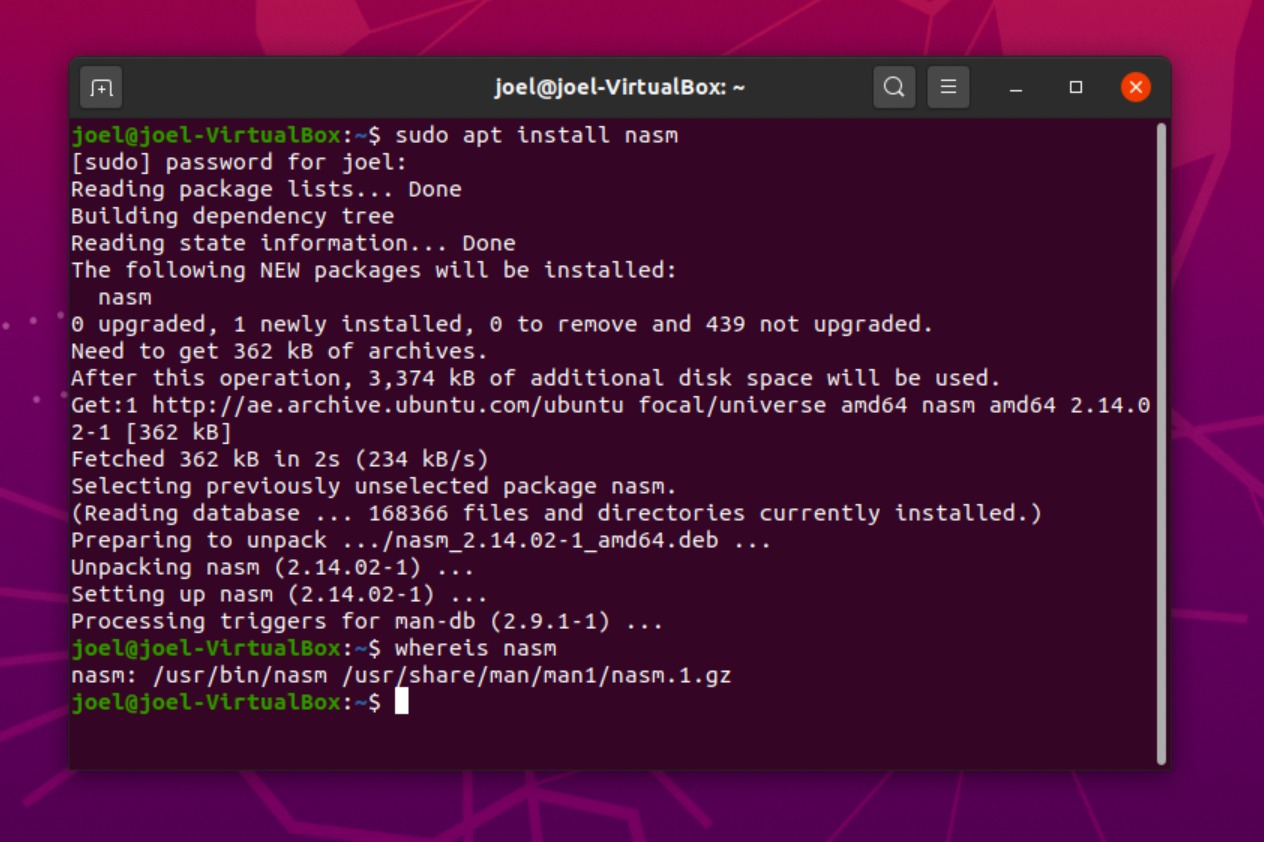 joel@joel-VirtualBox: ~
joel@joel-VirtualBox:~$ sudo apt install nasm
[sudo] password for joel:
Reading package lists... Done
Building dependency tree
Reading state information... Done
The following NEW packages will be installed:
  nasm
0 upgraded, 1 newly installed, 0 to remove and 439 not upgraded.
Need to get 362 kB of archives.
After this operation, 3,374 kB of additional disk space will be used.
Get:1 http://ae.archive.ubuntu.com/ubuntu focal/universe amd64 nasm amd64 2.14.0
2-1 [362 kB]
Fetched 362 kB in 2s (234 kB/s)
Selecting previously unselected package nasm.
(Reading database ... 168366 files and directories currently installed.)
Preparing to unpack .../nasm_2.14.02-1_amd64.deb ...
Unpacking nasm (2.14.02-1) ...
Setting up nasm (2.14.02-1) ...
Processing triggers for man-db (2.9.1-1) ...
joel@joel-VirtualBox:~$ whereis nasm
nasm: /usr/bin/nasm /usr/share/man/man1/nasm.1.gz
joel@joel-VirtualBox:~$